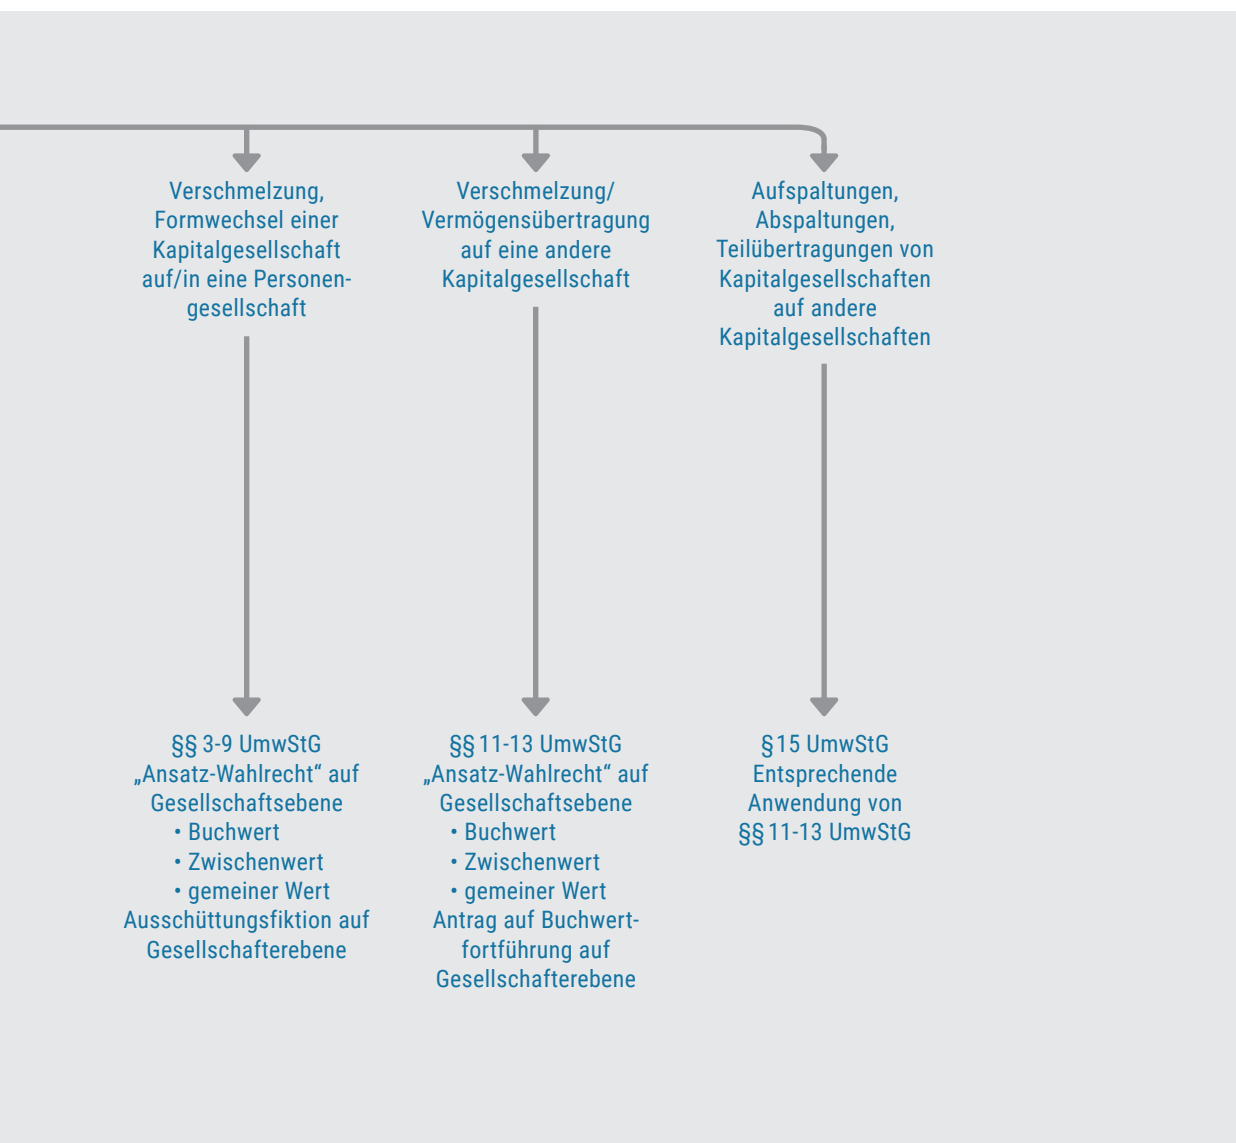 Verschmelzung,
Formwechsel einer
Kapitalgesellschaft
auf/in eine Personen-
gesellschaft
Verschmelzung/
Vermögensübertragung
auf eine andere
Kapitalgesellschaft
Aufspaltungen,
Abspaltungen,
Teilübertragungen von
Kapitalgesellschaften
auf andere
Kapitalgesellschaften
§§ 3-9 UmwStG
„Ansatz-Wahlrecht“ auf
Gesellschaftsebene
• Buchwert
• Zwischenwert
• gemeiner Wert
Ausschüttungsfiktion auf
Gesellschafterebene
§§ 11-13 UmwStG
„Ansatz-Wahlrecht“ auf
Gesellschaftsebene
• Buchwert
• Zwischenwert
• gemeiner Wert
Antrag auf Buchwert-
fortführung auf
Gesellschafterebene
§ 15 UmwStG
Entsprechende
Anwendung von
§§ 11-13 UmwStG